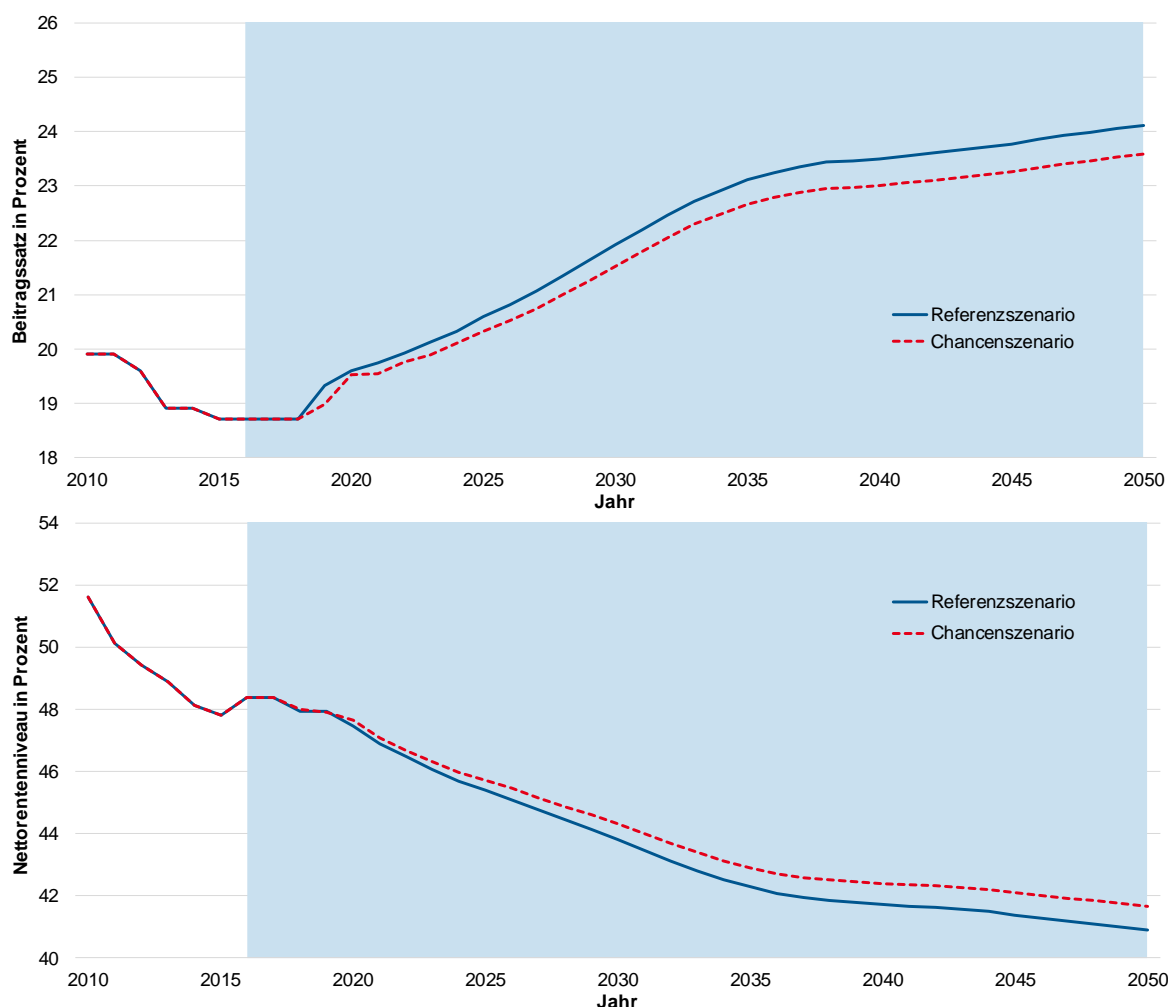 26
25
24
23
22
21
20
19
18
Beitragssatz in Prozent
Referenzszenario
Chancenszenario
2010 2015 2020 2025 2030 2035 2040 2045 2050
Jahr
54
52
50
48
46
44
42
40
Nettorentenniveau in Prozent
Referenzszenario
Chancenszenario
2010 2015 2020 2025 2030 2035 2040 2045 2050
Jahr